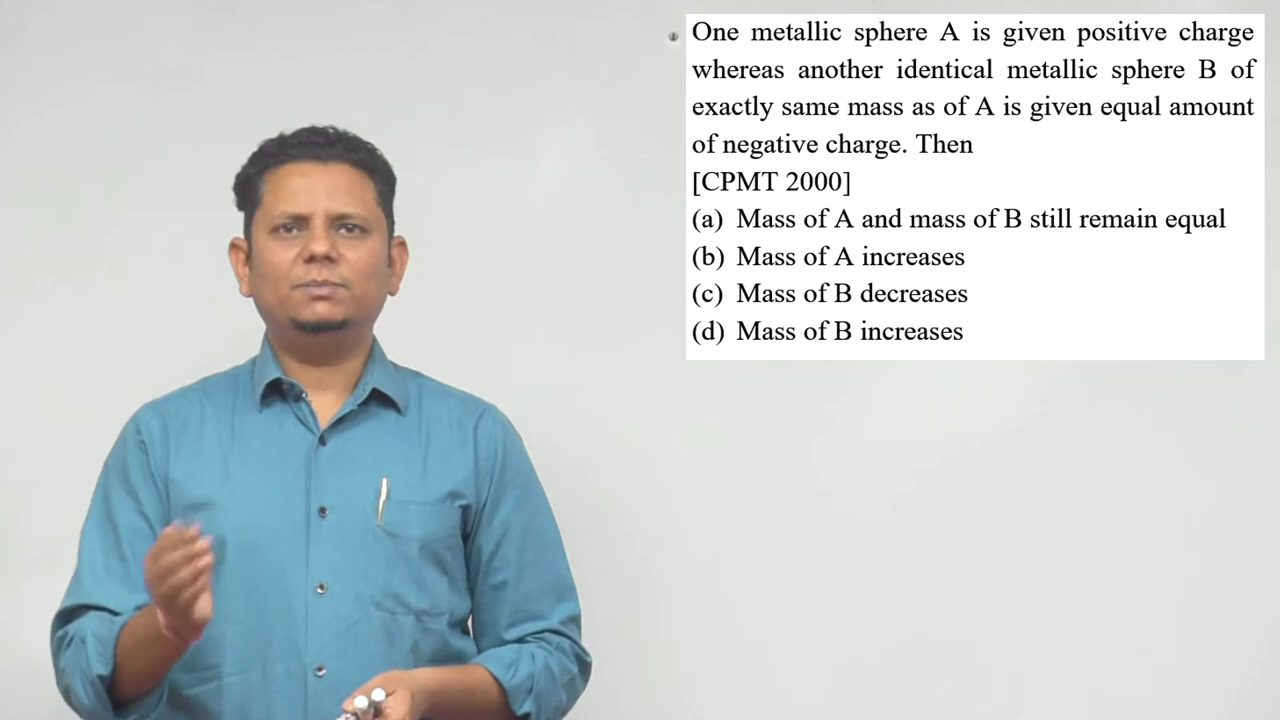 One metallic sphere A is given positive charge
whereas another identical metallic sphere B of
exactly same mass as of A is given equal amount
of negative charge. Then
[CPMT 2000]
(a) Mass of A and mass of B still remain equal
(b) Mass of A increases
(c) Mass of B decreases
(d) Mass of B increases